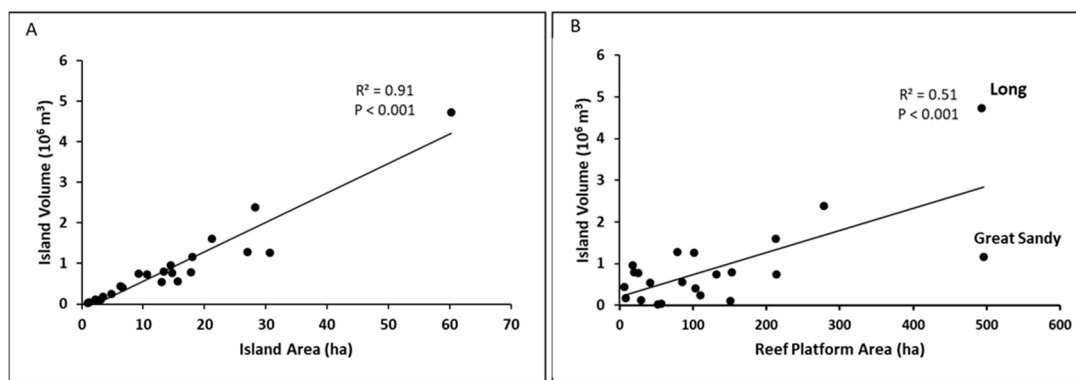 A
R² = 0.91
P < 0.001
Island Volume (10⁶ m³)
6
5
4
3
2
1
0
0 10 20 30 40 50 60 70
Island Area (ha)
B
R² = 0.51
P < 0.001
Long
Great Sandy
Island Volume (10⁶ m³)
6
5
4
3
2
1
0
0 100 200 300 400 500 600
Reef Platform Area (ha)